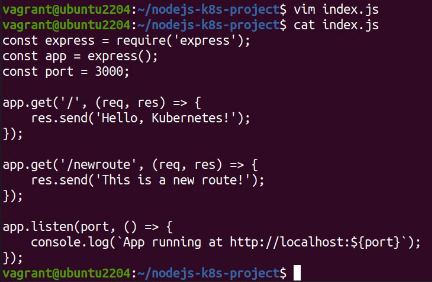 vagrant@ubuntu2204:~/nodejs-k8s-project$ vim index.js
vagrant@ubuntu2204:~/nodejs-k8s-project$ cat index.js
const express = require('express');
const app = express();
const port = 3000;

app.get('/', (req, res) => {
    res.send('Hello, Kubernetes!');
});

app.get('/newroute', (req, res) => {
    res.send('This is a new route!');
});

app.listen(port, () => {
    console.log(`App running at http://localhost:${port}`);
});
vagrant@ubuntu2204:~/nodejs-k8s-project$